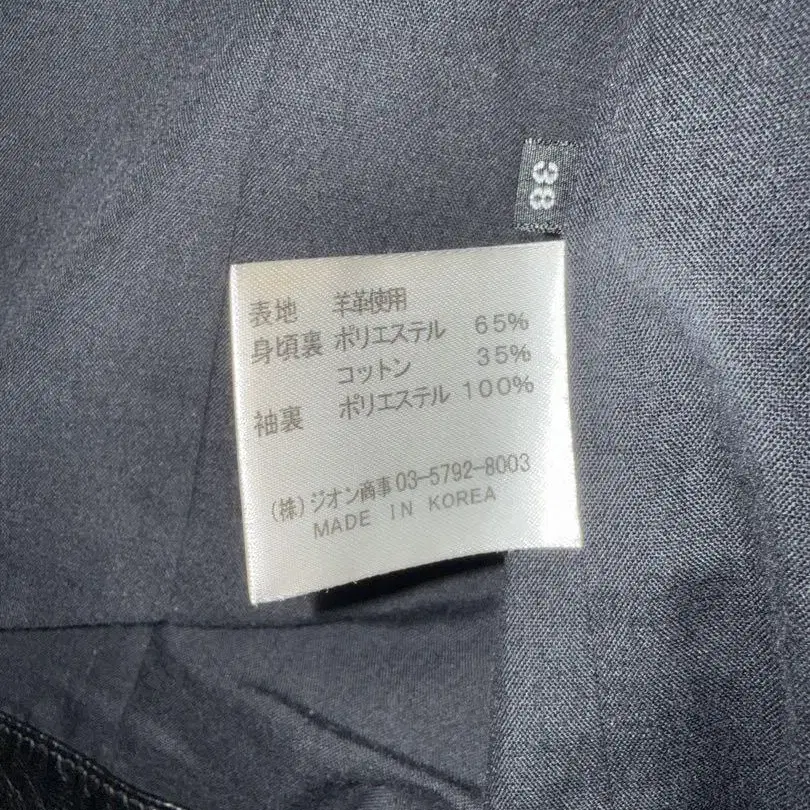 38
表地 羊革使用
身頃裏 ポリエステル 65%
コットン 35%
袖裏 ポリエステル 100%
(株)ジオン商事 03-5792-8003
MADE IN KOREA